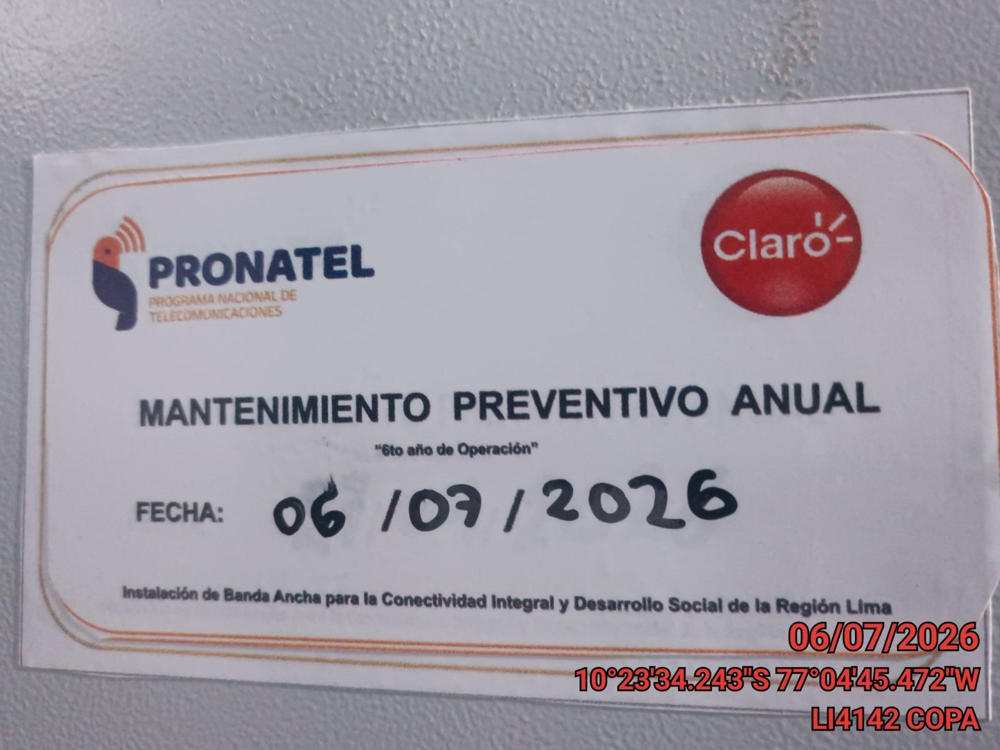 PRONATEL
PROGRAMA NACIONAL DE
TELECOMUNICACIONES
Claro
MANTENIMIENTO PREVENTIVO ANUAL
“6to año de Operación”
FECHA: 06 / 07 / 2026
Instalación de Banda Ancha para la Conectividad Integral y Desarrollo Social de la Región Lima
06/07/2026
10°23'34.243"S 77°04'45.472"W
LI4142 COPA